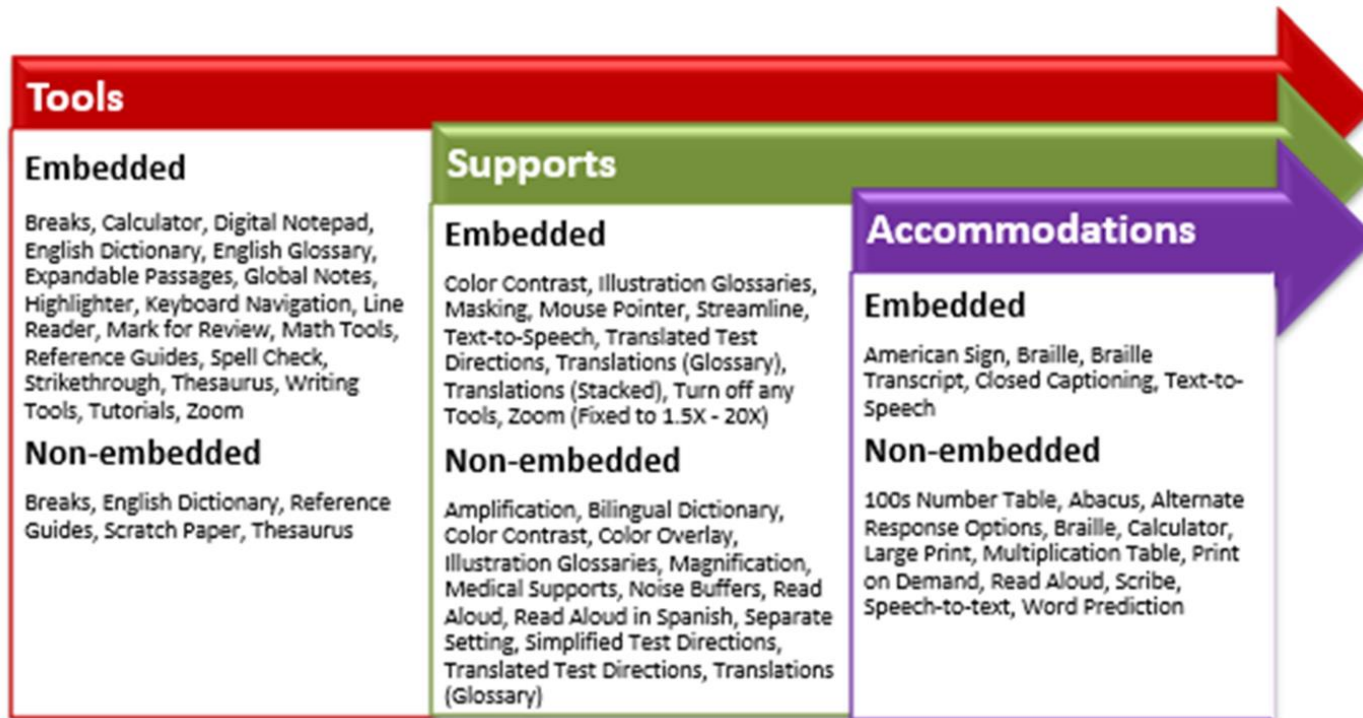 Tools
Embedded
Breaks, Calculator, Digital Notepad,
English Dictionary, English Glossary,
Expandable Passages, Global Notes,
Highlighter, Keyboard Navigation, Line
Reader, Mark for Review, Math Tools,
Reference Guides, Spell Check,
Strikethrough, Thesaurus, Writing
Tools, Tutorials, Zoom
Non-embedded
Breaks, English Dictionary, Reference
Guides, Scratch Paper, Thesaurus
Supports
Embedded
Color Contrast, Illustration Glossaries,
Masking, Mouse Pointer, Streamline,
Text-to-Speech, Translated Test
Directions, Translations (Glossary),
Translations (Stacked), Turn off any
Tools, Zoom (Fixed to 1.5X - 20X)
Non-embedded
Amplification, Bilingual Dictionary,
Color Contrast, Color Overlay,
Illustration Glossaries, Magnification,
Medical Supports, Noise Buffers, Read
Aloud, Read Aloud in Spanish, Separate
Setting, Simplified Test Directions,
Translated Test Directions, Translations
(Glossary)
Accommodations
Embedded
American Sign, Braille, Braille
Transcript, Closed Captioning, Text-to-
Speech
Non-embedded
100s Number Table, Abacus, Alternate
Response Options, Braille, Calculator,
Large Print, Multiplication Table, Print
on Demand, Read Aloud, Scribe,
Speech-to-text, Word Prediction